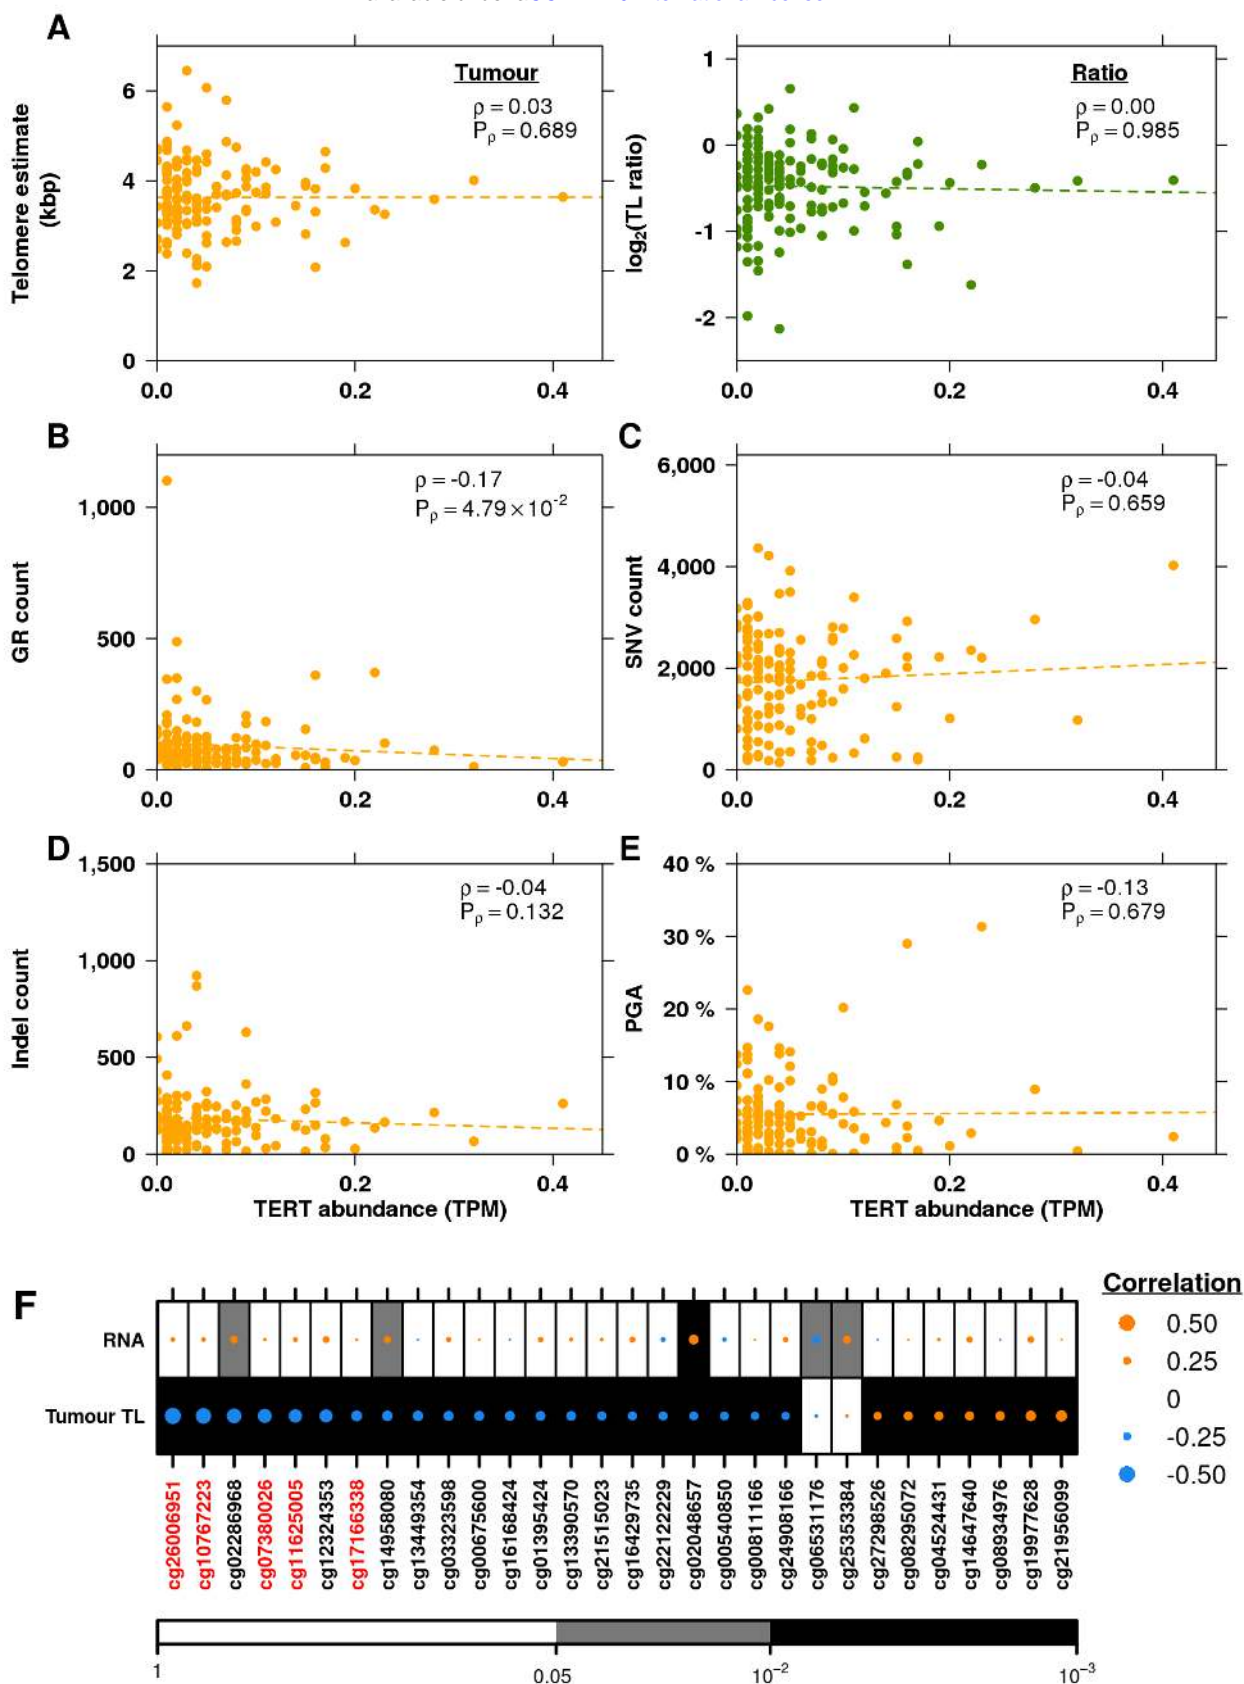 A
Tumour
ρ = 0.03
Pρ = 0.689
Telomere estimate
(kbp)
6
4
2
0
0.0 0.2 0.4
Ratio
ρ = 0.00
Pρ = 0.985
log2(TL ratio)
1
0
-1
-2
0.0 0.2 0.4
B
ρ = -0.17
Pρ = 4.79 × 10-2
GR count
1,000
500
0
0.0 0.2 0.4
C
ρ = -0.04
Pρ = 0.659
SNV count
6,000
4,000
2,000
0
0.0 0.2 0.4
D
ρ = -0.04
Pρ = 0.132
Indel count
1,500
1,000
500
0
0.0 0.2 0.4
TERT abundance (TPM)
E
ρ = -0.13
Pρ = 0.679
PGA
40 %
30 %
20 %
10 %
0 %
0.0 0.2 0.4
TERT abundance (TPM)
F
RNA
Tumour TL
cg26006951
cg10767223
cg02286968
cg07380026
cg11625005
cg12324353
cg17166338
cg14958080
cg13449354
cg03323598
cg00675600
cg16168424
cg01395424
cg13390570
cg21515023
cg16429735
cg22122229
cg02048657
cg00540850
cg00811166
cg24908166
cg06531176
cg25353384
cg27298526
cg08295072
cg04524431
cg14647640
cg08934976
cg19977628
cg21956099
Correlation
0.50
0.25
0
-0.25
-0.50
1 0.05 10-2 10-3